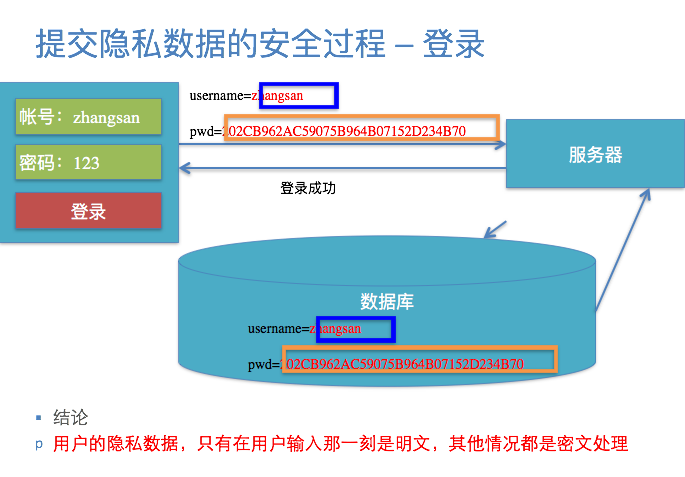 提交隐私数据的安全过程 – 登录
帐号：zhangsan
密码：123
登录
username=zhangsan
pwd=202CB962AC59075B964B07152D234B70
登录成功
服务器
数据库
username=zhangsan
pwd=202CB962AC59075B964B07152D234B70
▪ 结论
p 用户的隐私数据，只有在用户输入那一刻是明文，其他情况都是密文处理